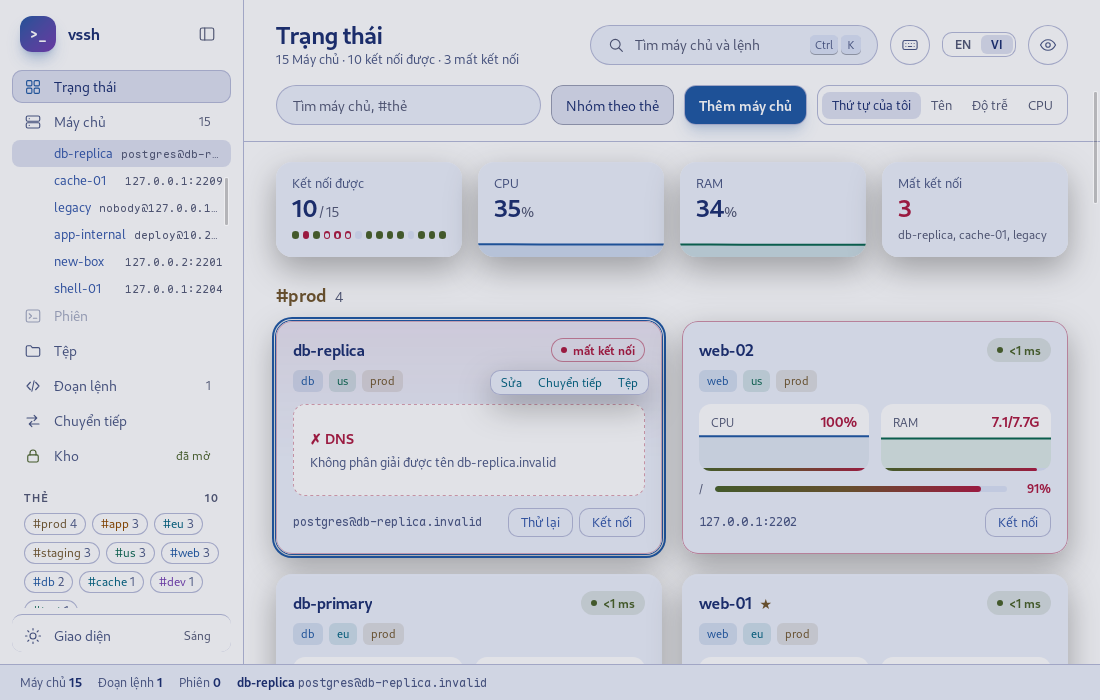 >_ vssh
Trạng thái
Máy chủ 15
db-replica postgres@db-r…
cache-01 127.0.0.1:2209
legacy nobody@127.0.0.1…
app-internal deploy@10.2…
new-box 127.0.0.2:2201
shell-01 127.0.0.1:2204
Phiên
Tệp
Đoạn lệnh 1
Chuyển tiếp
Kho đã mở
THẺ 10
#prod 4 #app 3 #eu 3
#staging 3 #us 3 #web 3
#db 2 #cache 1 #dev 1
Giao diện Sáng
Trạng thái
15 Máy chủ · 10 kết nối được · 3 mất kết nối
Tìm máy chủ và lệnh Ctrl K
EN VI
Tìm máy chủ, #thẻ
Nhóm theo thẻ
Thêm máy chủ
Thứ tự của tôi Tên Độ trễ CPU
Kết nối được
10 / 15
CPU
35%
RAM
34%
Mất kết nối
3
db-replica, cache-01, legacy
#prod 4
db-replica mất kết nối
db us prod
Sửa Chuyển tiếp Tệp
✗ DNS
Không phân giải được tên db-replica.invalid
postgres@db-replica.invalid Thử lại Kết nối
web-02 <1 ms
web us prod
CPU 100%
RAM 7.1/7.7G
/ 91%
127.0.0.1:2202 Kết nối
db-primary <1 ms
db eu prod
web-01 ★ <1 ms
web eu prod
Máy chủ 15 Đoạn lệnh 1 Phiên 0 db-replica postgres@db-replica.invalid